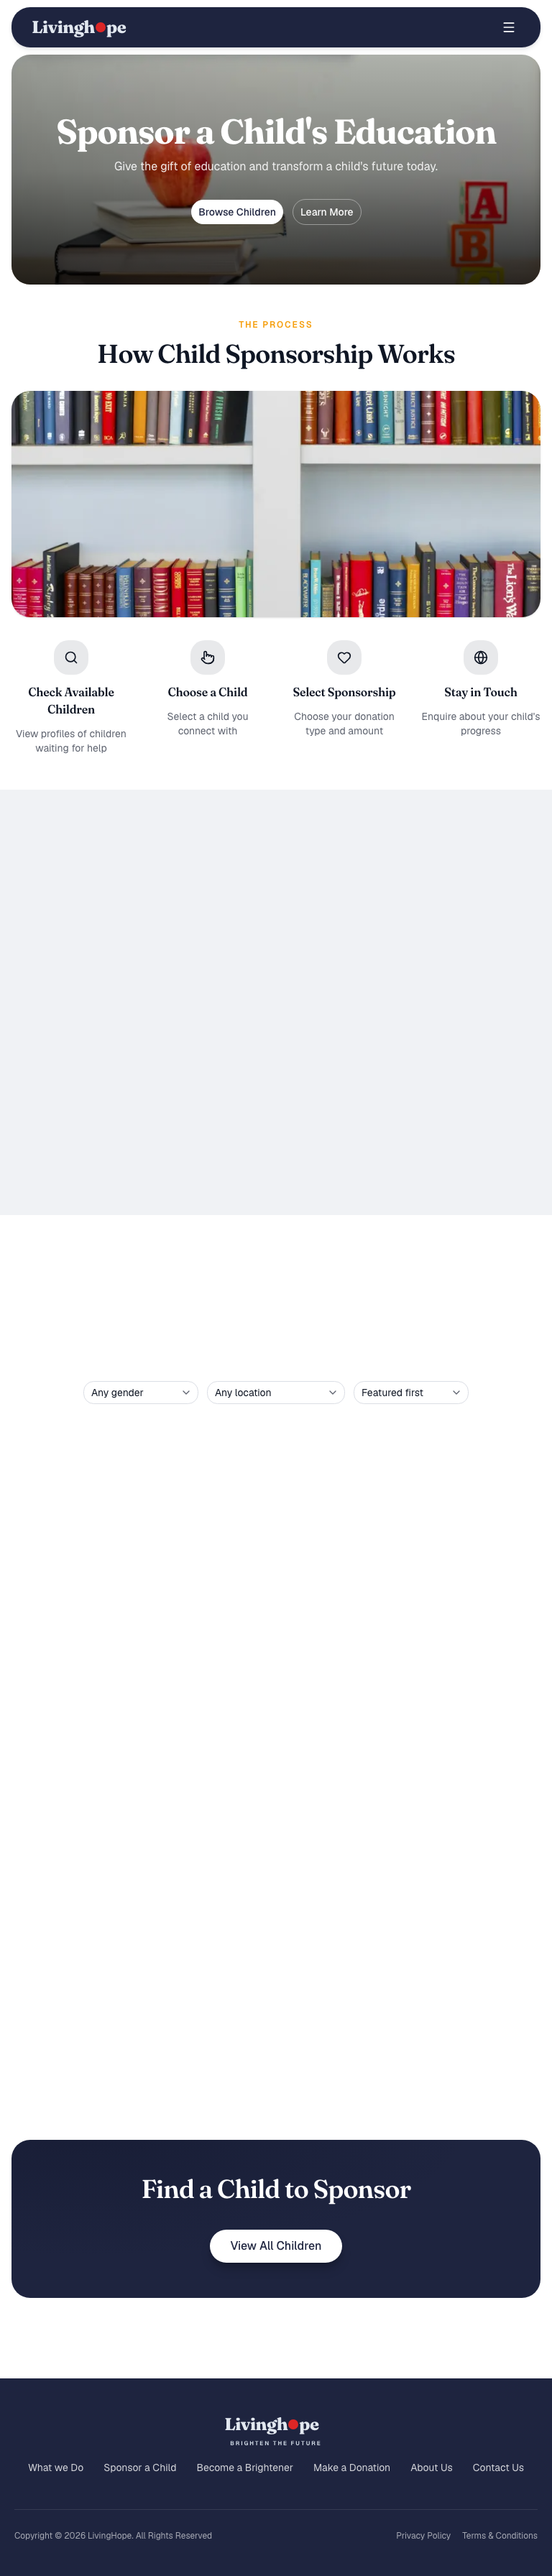 Livinghope
Sponsor a Child's Education
Give the gift of education and transform a child's future today.
Browse Children
Learn More
A
B
THE PROCESS
How Child Sponsorship Works
Check Available
Children
View profiles of children
waiting for help
Choose a Child
Select a child you
connect with
Select Sponsorship
Choose your donation
type and amount
Stay in Touch
Enquire about your child's
progress
Any gender
Any location
Featured first
Find a Child to Sponsor
View All Children
Livinghope
BRIGHTEN THE FUTURE
What we Do
Sponsor a Child
Become a Brightener
Make a Donation
About Us
Contact Us
Copyright © 2026 LivingHope. All Rights Reserved
Privacy Policy
Terms & Conditions